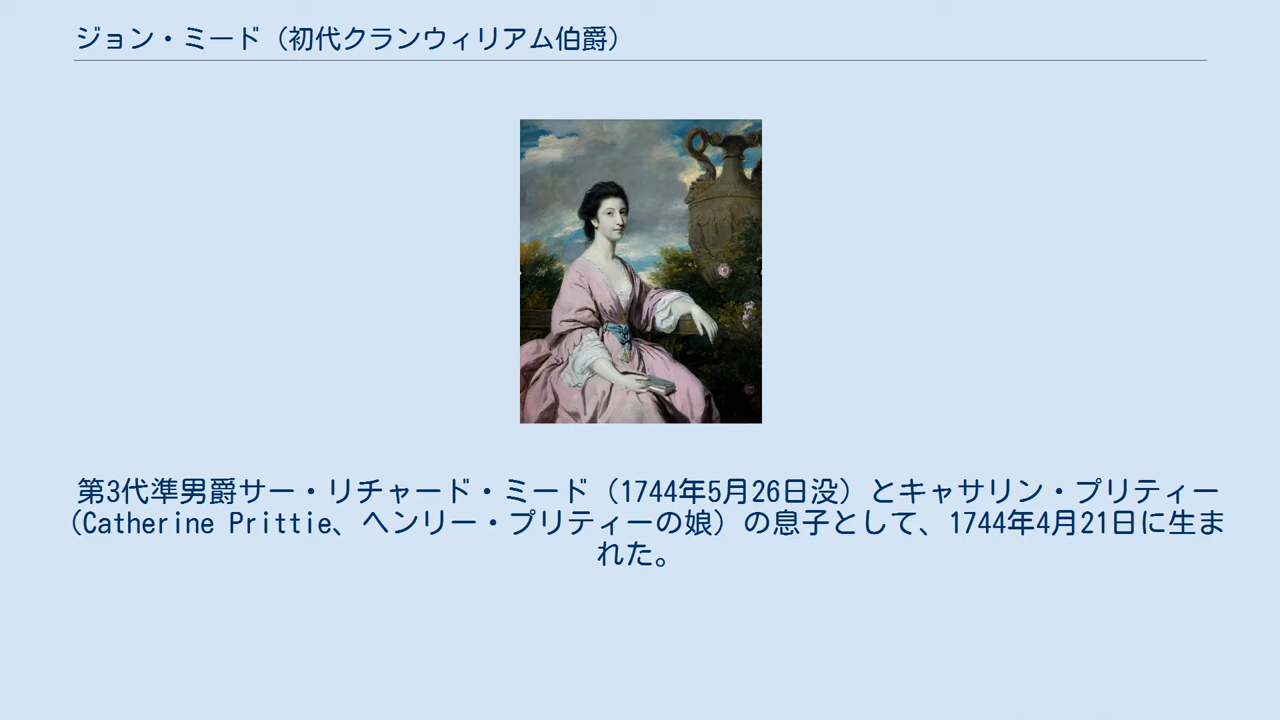 ジョン・ミード（初代クランウィリアム伯爵）
第3代準男爵サー・リチャード・ミード（1744年5月26日没）とキャサリン・プリティー
（Catherine Prittie、ヘンリー・プリティーの娘）の息子として、1744年4月21日に生ま
れた。